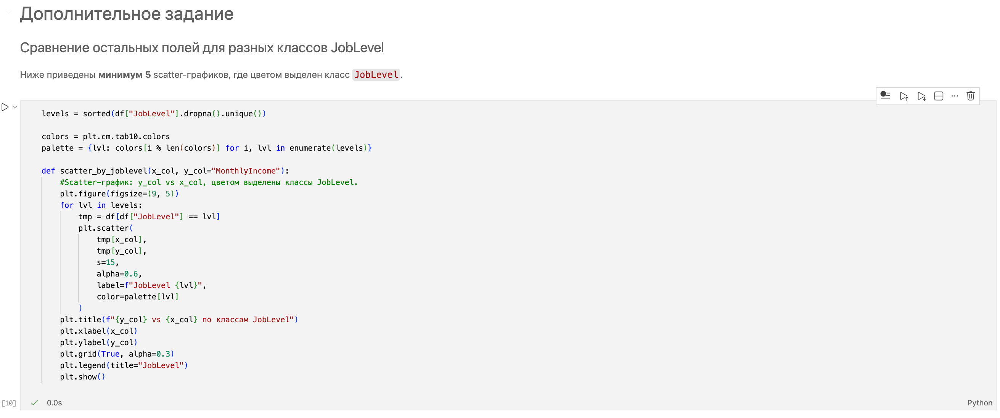 Дополнительное задание
Сравнение остальных полей для разных классов JobLevel
Ниже приведены минимум 5 scatter-графиков, где цветом выделен класс JobLevel.
levels = sorted(df["JobLevel"].dropna().unique())
colors = plt.cm.tab10.colors
palette = {lvl: colors[i % len(colors)] for i, lvl in enumerate(levels)}
def scatter_by_joblevel(x_col, y_col="MonthlyIncome"):
    #Scatter-график: y_col vs x_col, цветом выделены классы JobLevel.
    plt.figure(figsize=(9, 5))
    for lvl in levels:
        tmp = df[df["JobLevel"] == lvl]
        plt.scatter(
            tmp[x_col],
            tmp[y_col],
            s=15,
            alpha=0.6,
            label=f"JobLevel {lvl}",
            color=palette[lvl]
        )
    plt.title(f"{y_col} vs {x_col} по классам JobLevel")
    plt.xlabel(x_col)
    plt.ylabel(y_col)
    plt.grid(True, alpha=0.3)
    plt.legend(title="JobLevel")
    plt.show()
[10] 0.0s Python